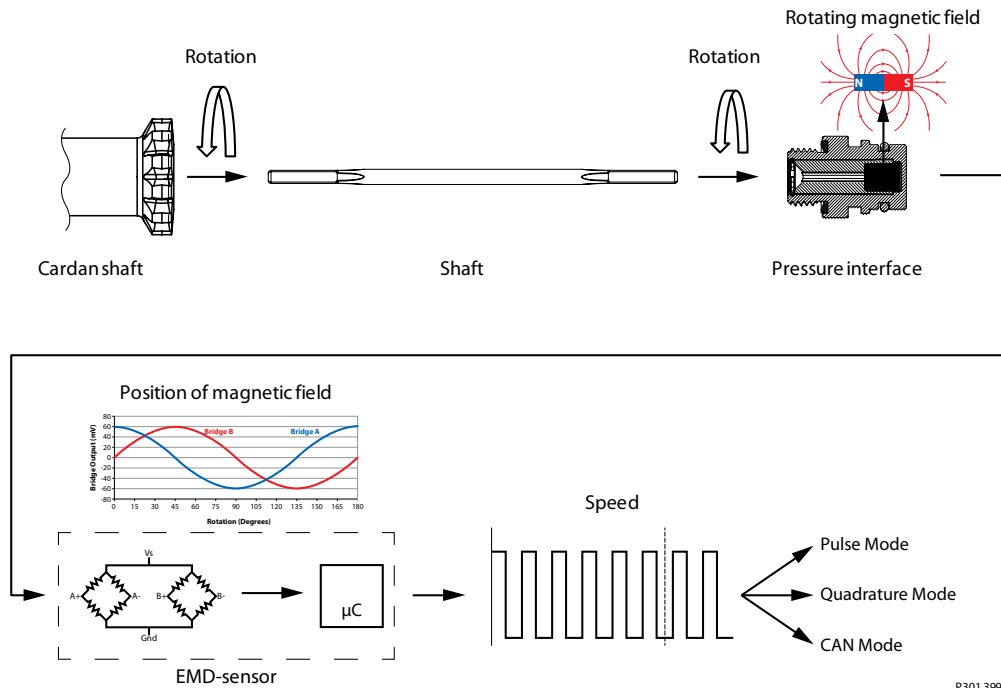 Rotating magnetic field
Rotation
Rotation
N S
Cardan shaft
Shaft
Pressure interface
Position of magnetic field
Bridge Output (mV)
80
60
40
20
0
-20
-40
-60
-80
Bridge B
Bridge A
0 15 30 45 60 75 90 105 120 135 150 165 180
Rotation (Degrees)
Speed
Vs
A+ A- B+ B-
Gnd
µC
EMD-sensor
Pulse Mode
Quadrature Mode
CAN Mode
P301 399